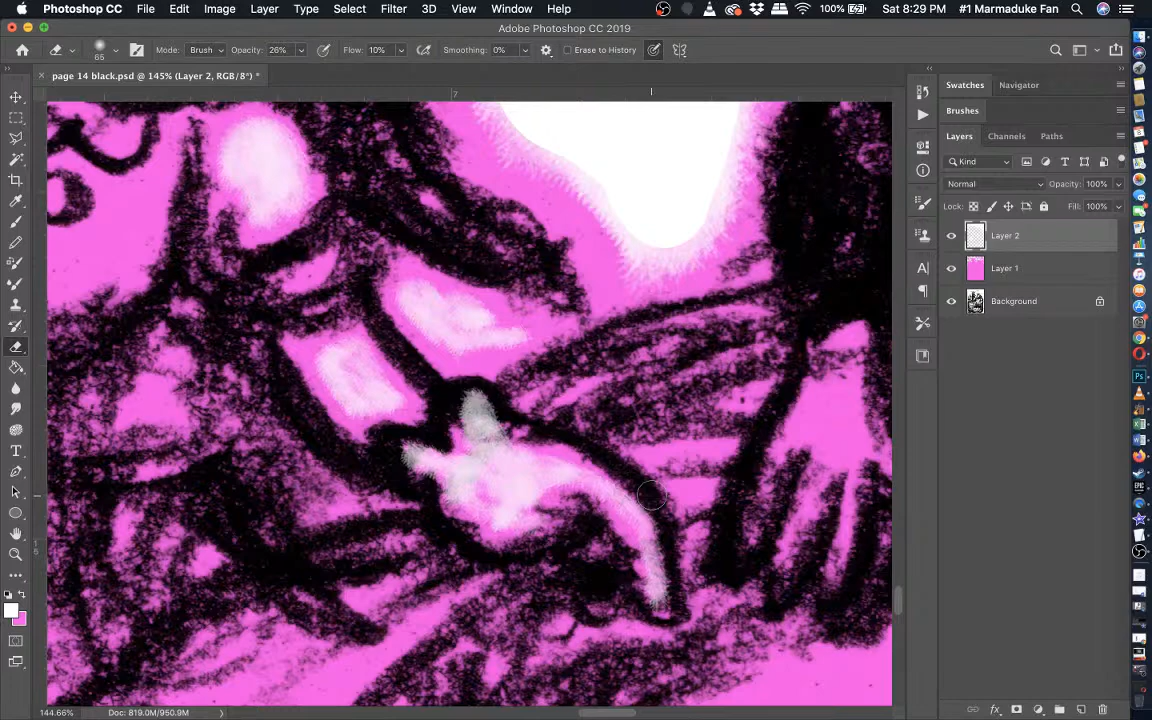 Photoshop CC File Edit Image Layer Type Select Filter 3D View Window Help 100% Sat 8:29 PM #1 Marmaduke Fan
Adobe Photoshop CC 2019
65 Mode: Brush Opacity: 26% Flow: 10% Smoothing: 0% Erase to History
page 14 black.psd @ 145% (Layer 2, RGB/8*) *
7
Swatches Navigator
Brushes
Layers Channels Paths
Kind
Normal Opacity: 100%
Lock: Fill: 100%
Layer 2
Layer 1
Background
144.66% Doc: 819.0M/950.9M